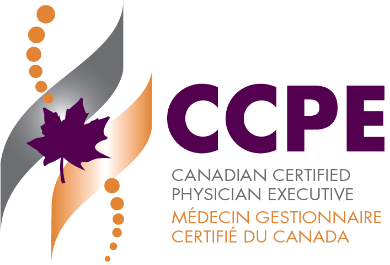 CCPE
CANADIAN CERTIFIED
PHYSICIAN EXECUTIVE
MÉDECIN GESTIONNAIRE
CERTIFIÉ DU CANADA